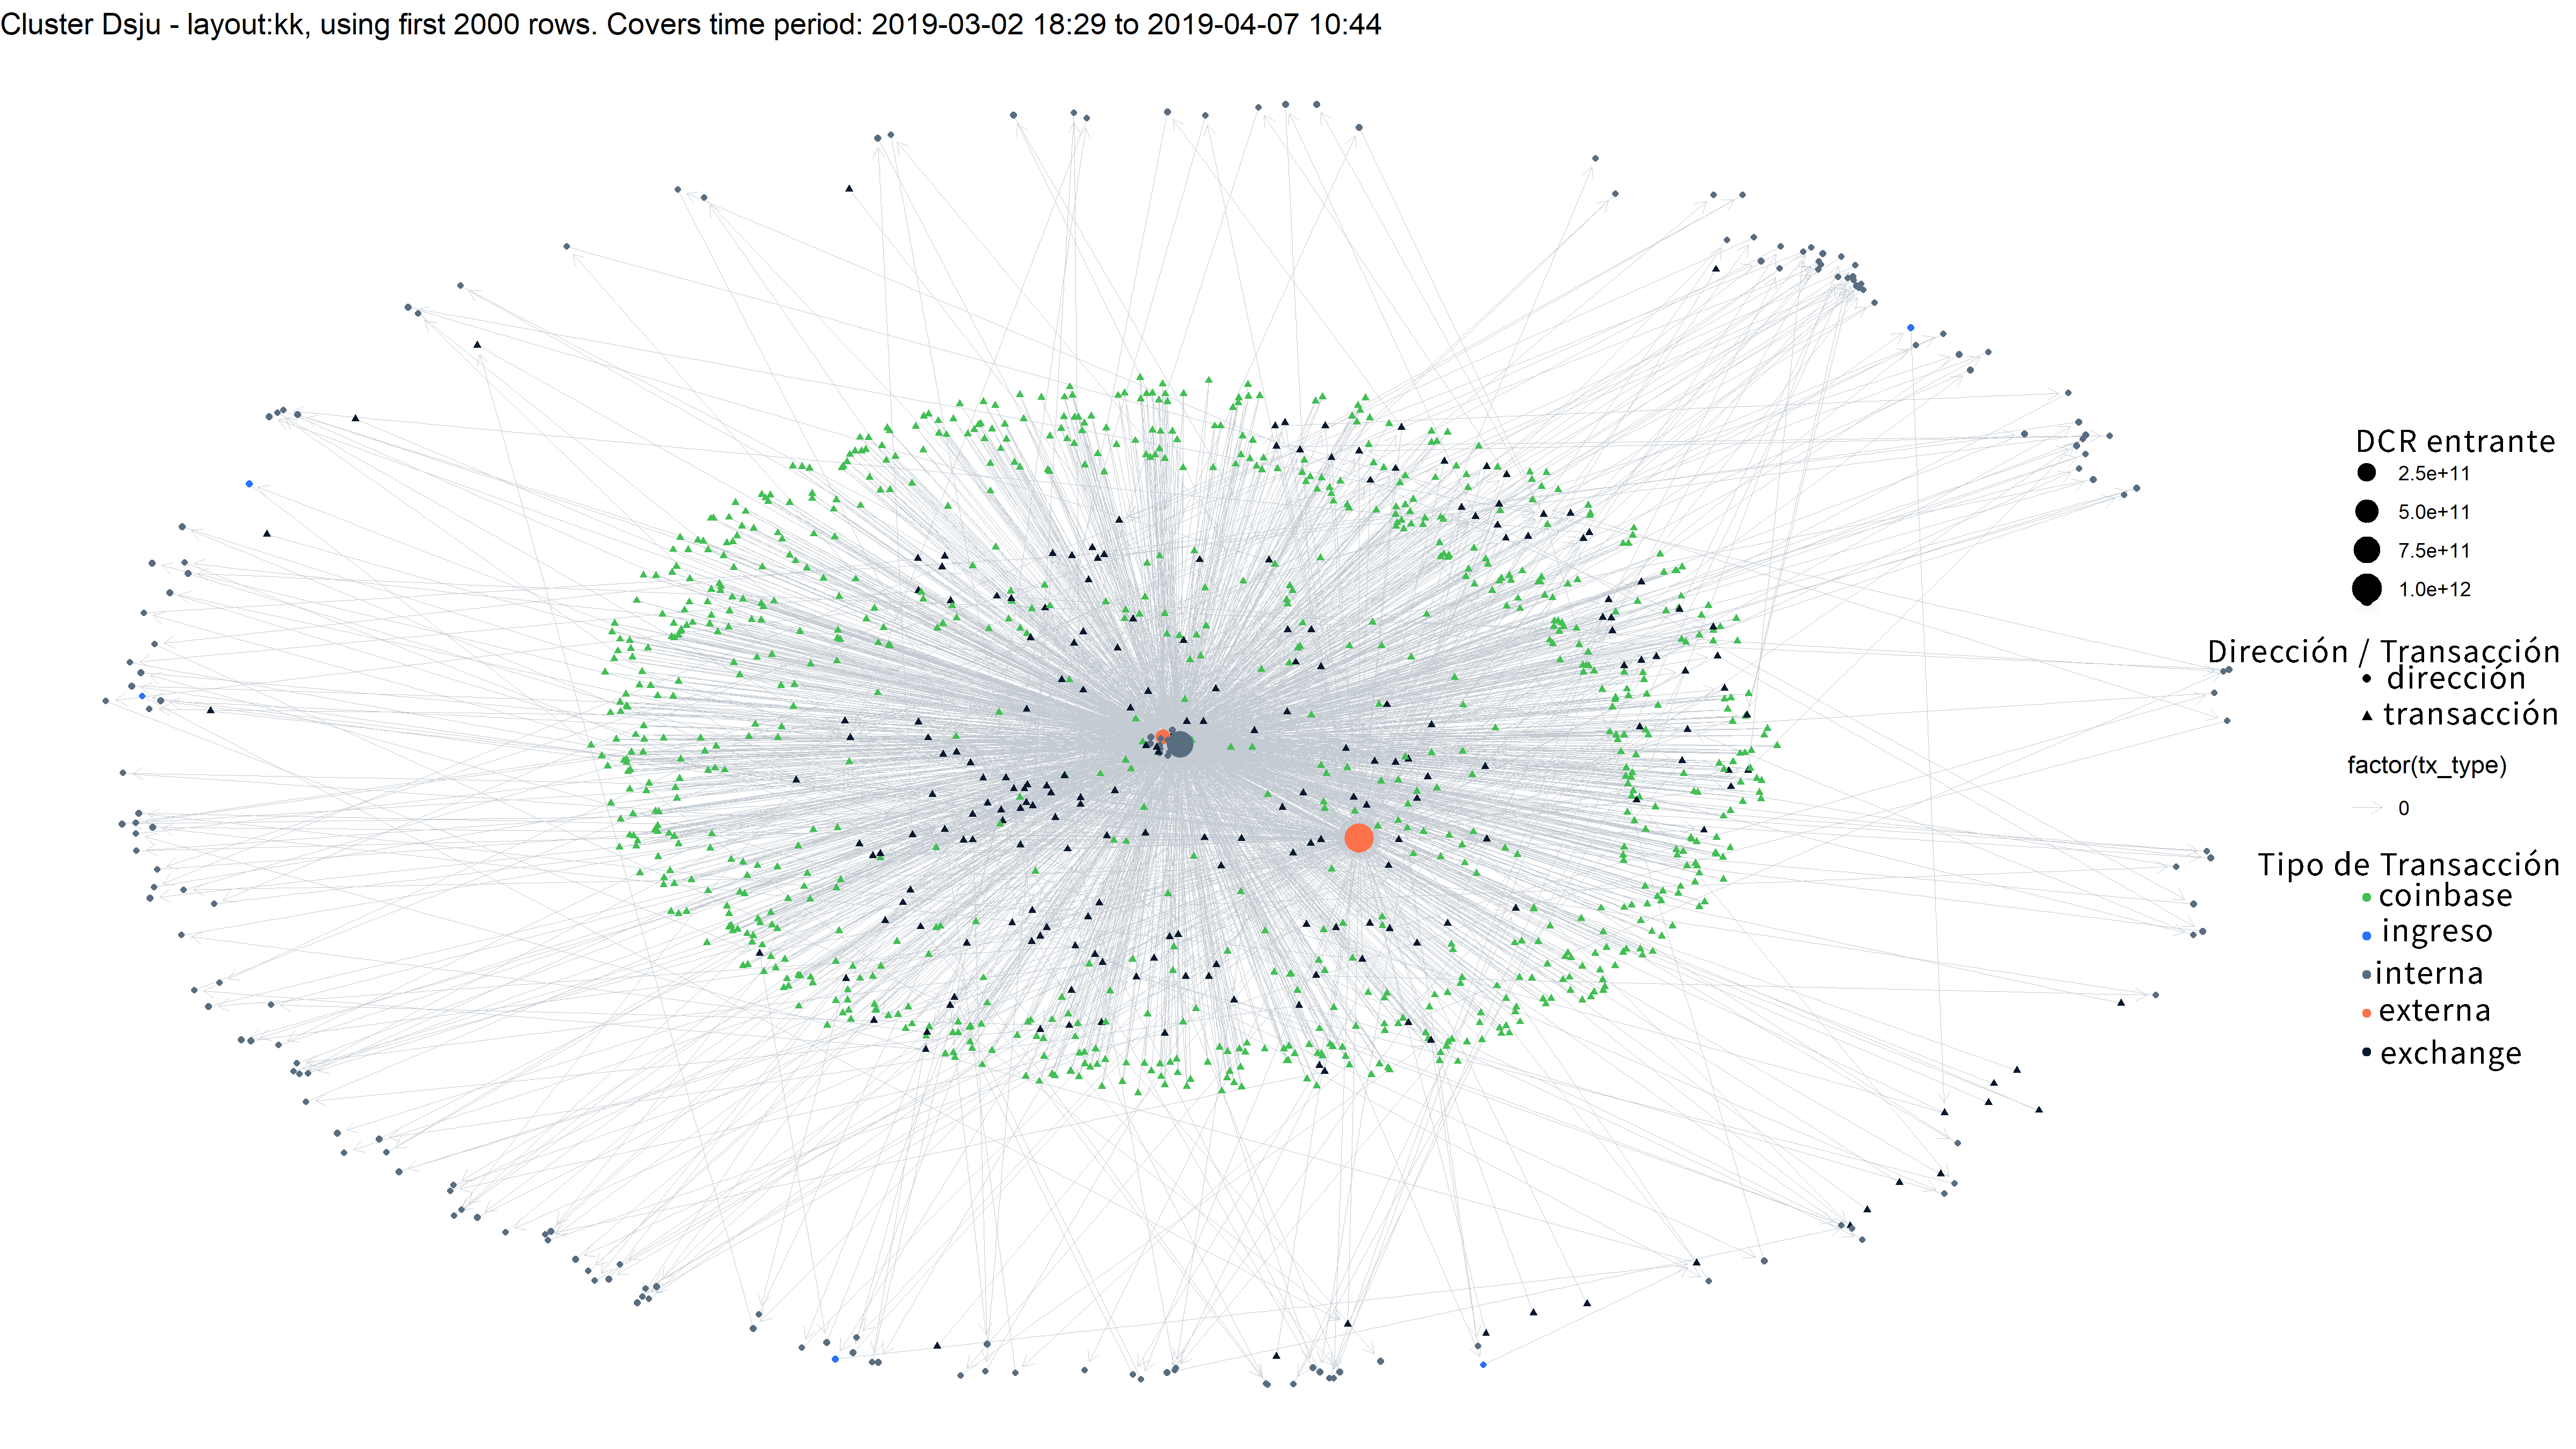 Cluster Dsju - layout:kk, using first 2000 rows. Covers time period: 2019-03-02 18:29 to 2019-04-07 10:44
DCR entrante
2.5e+11
5.0e+11
7.5e+11
1.0e+12
Dirección / Transacción
dirección
transacción
factor(tx_type)
0
Tipo de Transacción
coinbase
ingreso
interna
externa
exchange